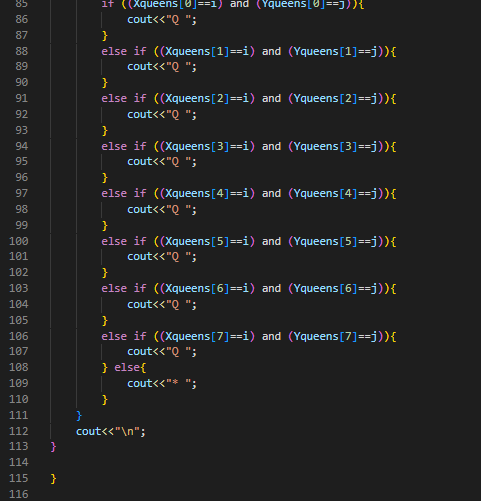 85 if ((Xqueens[0]==i) and (Yqueens[0]==j)){
86 cout<<"Q ";
87 }
88 else if ((Xqueens[1]==i) and (Yqueens[1]==j)){
89 cout<<"Q ";
90 }
91 else if ((Xqueens[2]==i) and (Yqueens[2]==j)){
92 cout<<"Q ";
93 }
94 else if ((Xqueens[3]==i) and (Yqueens[3]==j)){
95 cout<<"Q ";
96 }
97 else if ((Xqueens[4]==i) and (Yqueens[4]==j)){
98 cout<<"Q ";
99 }
100 else if ((Xqueens[5]==i) and (Yqueens[5]==j)){
101 cout<<"Q ";
102 }
103 else if ((Xqueens[6]==i) and (Yqueens[6]==j)){
104 cout<<"Q ";
105 }
106 else if ((Xqueens[7]==i) and (Yqueens[7]==j)){
107 cout<<"Q ";
108 } else{
109 cout<<"* ";
110 }
111 }
112 cout<<"\n";
113 }
114
115 }
116